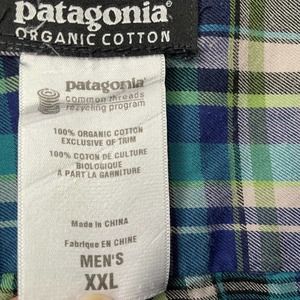 patagonia®
ORGANIC COTTON
patagonia®
common threads
recycling program
100% ORGANIC COTTON
EXCLUSIVE OF TRIM
100% COTON DE CULTURE
BIOLOGIQUE
À PART LA GARNITURE
Made in CHINA
Fabriqué EN CHINE
MEN'S
XXL